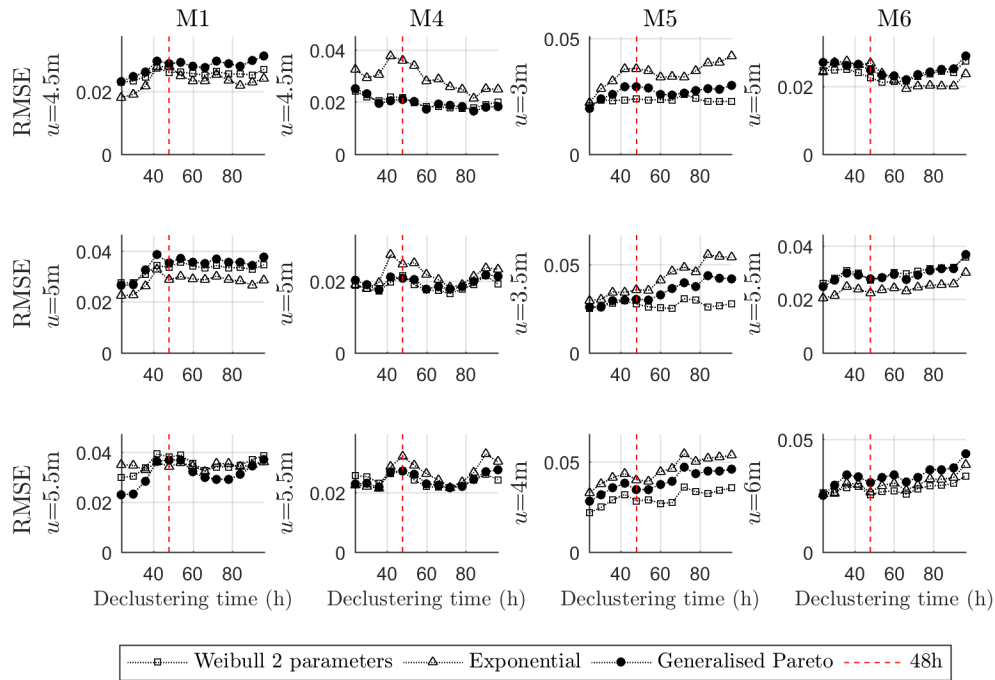 M1 M4 M5 M6
RMSE
u=4.5m
0.02
0
40 60 80
u=4.5m
0.04
0.02
0
40 60 80
u=3m
0.05
0
40 60 80
u=5m
0.02
0
40 60 80
RMSE
u=5m
0.04
0.02
0
40 60 80
u=5m
0.02
0
40 60 80
u=3.5m
0.05
0
40 60 80
u=5.5m
0.04
0.02
0
40 60 80
RMSE
u=5.5m
0.04
0.02
0
40 60 80
Declustering time (h)
u=5.5m
0.02
0
40 60 80
Declustering time (h)
u=4m
0.05
0
40 60 80
Declustering time (h)
u=6m
0.05
0
40 60 80
Declustering time (h)
Weibull 2 parameters Exponential Generalised Pareto 48h